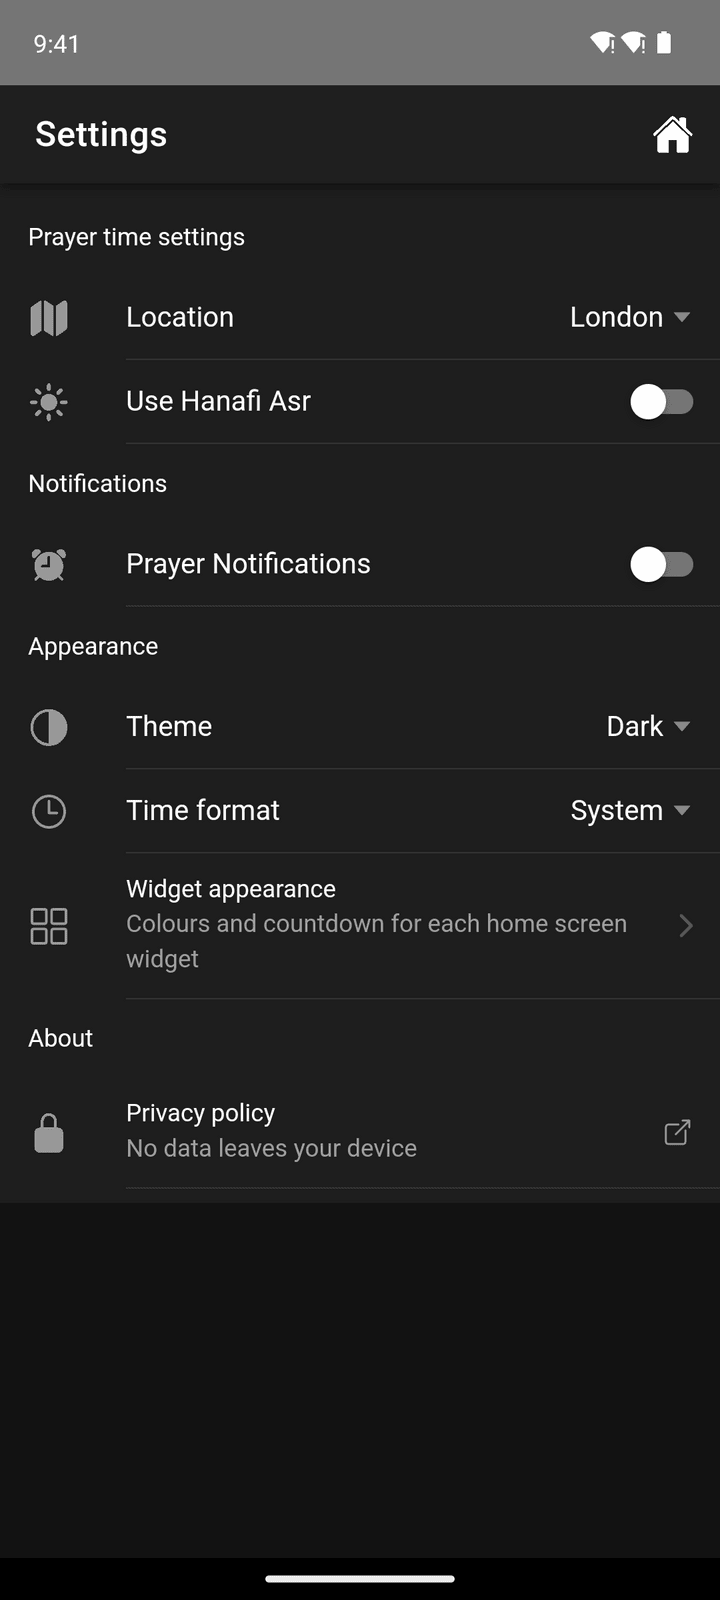 9:41
Settings
Prayer time settings
Location
London
Use Hanafi Asr
Notifications
Prayer Notifications
Appearance
Theme
Dark
Time format
System
Widget appearance
Colours and countdown for each home screen
widget
About
Privacy policy
No data leaves your device